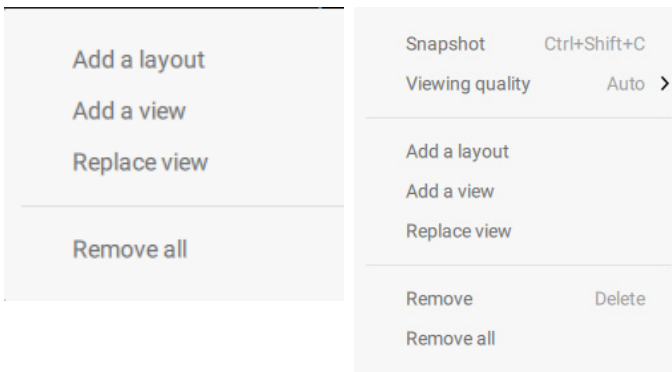 Add a layout
Add a view
Replace view
Remove all
Snapshot Ctrl+Shift+C
Viewing quality Auto
Add a layout
Add a view
Replace view
Remove Delete
Remove all